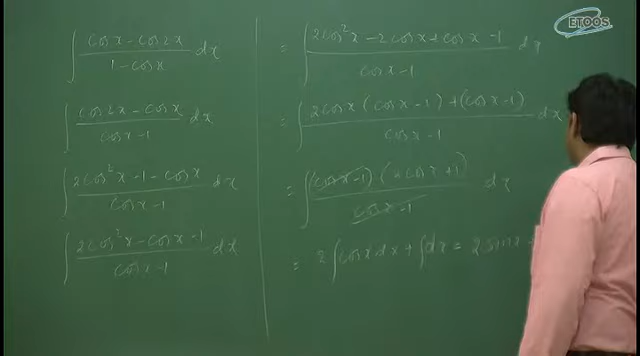 ETOOS
∫ (cos x − cos 2x)/(1 − cos x) dx
∫ (cos 2x − cos x)/(cos x − 1) dx
∫ (2cos²x − 1 − cos x)/(cos x − 1) dx
∫ (2cos²x − cos x − 1)/(cos x − 1) dx
= ∫ (2cos²x − 2cos x + cos x − 1)/(cos x − 1) dx
= ∫ (2cos x (cos x − 1) + (cos x − 1))/(cos x − 1) dx
= ∫ ((cos x − 1)(2cos x + 1))/(cos x − 1) dx
= 2∫cos x dx + ∫dx = 2 sin x